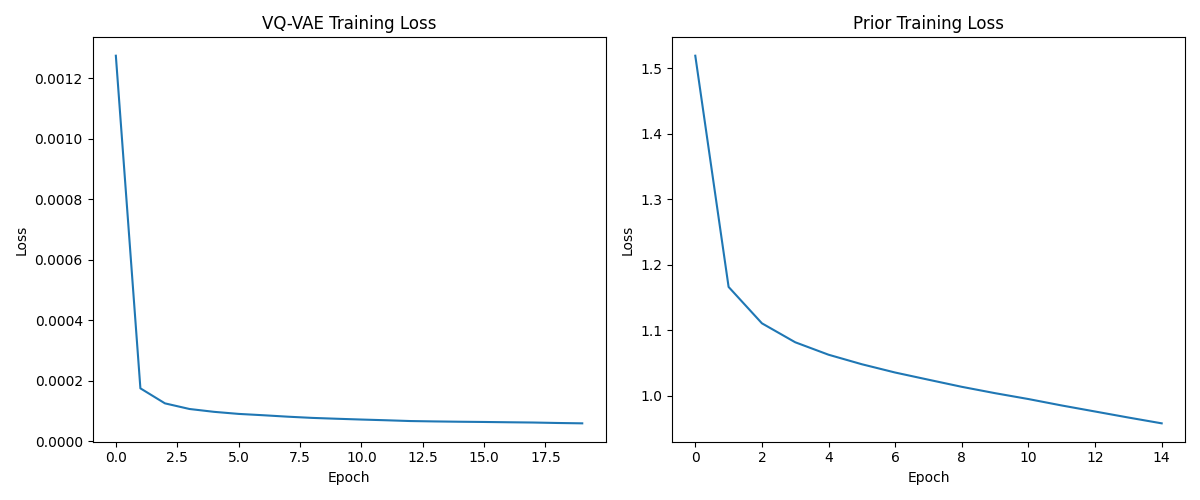 VQ-VAE Training Loss
0.0012
0.0010
0.0008
0.0006
0.0004
0.0002
0.0000
Loss
0.0 2.5 5.0 7.5 10.0 12.5 15.0 17.5
Epoch
Prior Training Loss
1.5
1.4
1.3
1.2
1.1
1.0
Loss
0 2 4 6 8 10 12 14
Epoch